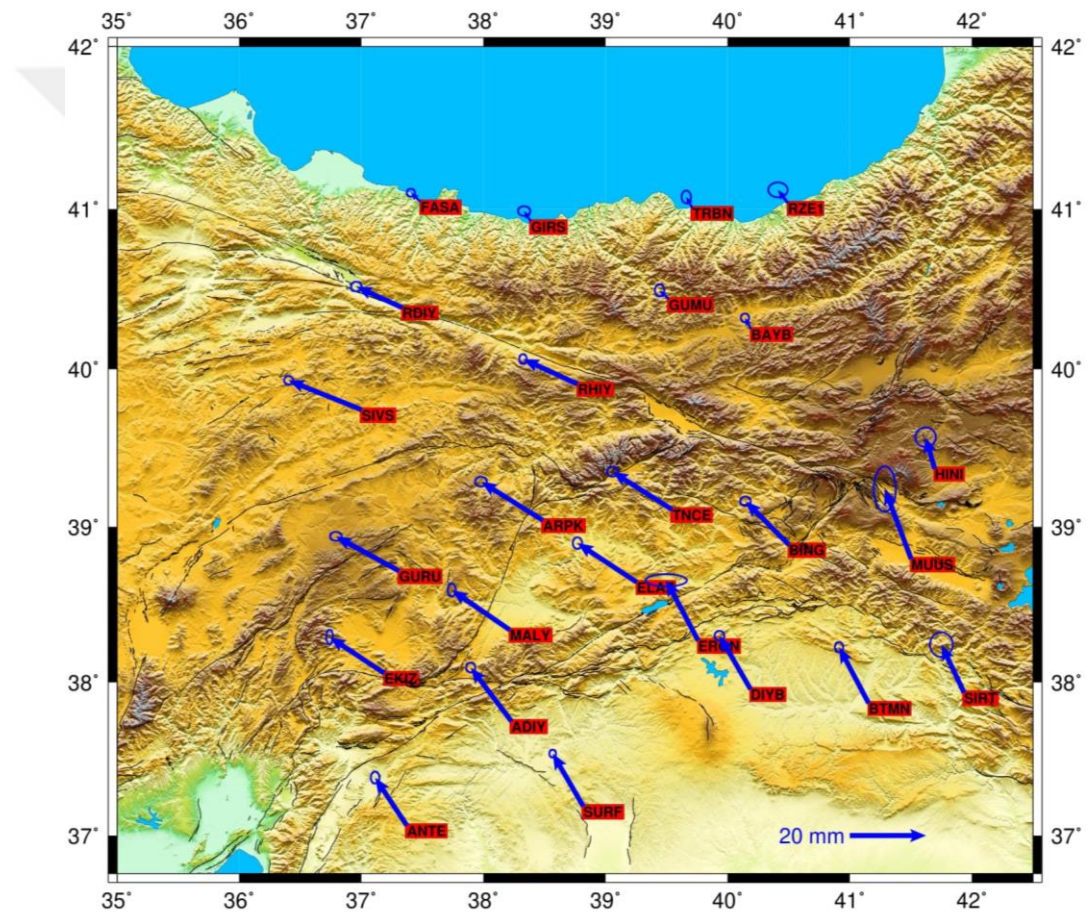 35˚ 36˚ 37˚ 38˚ 39˚ 40˚ 41˚ 42˚
42˚ 42˚
FASA
41˚ 41˚
RZE1
TRBN
GIRS
GUMU
RDIY
BAYB
40˚ 40˚
RHIY
SIVS
HINI
TNCE
39˚ 39˚
ARPK
BING
MUUS
GURU
MALY
EKIZ
38˚ 38˚
DIYB
SIRT
BTMN
ADIY
SURF
ANTE
37˚ 37˚
20 mm
35˚ 36˚ 37˚ 38˚ 39˚ 40˚ 41˚ 42˚